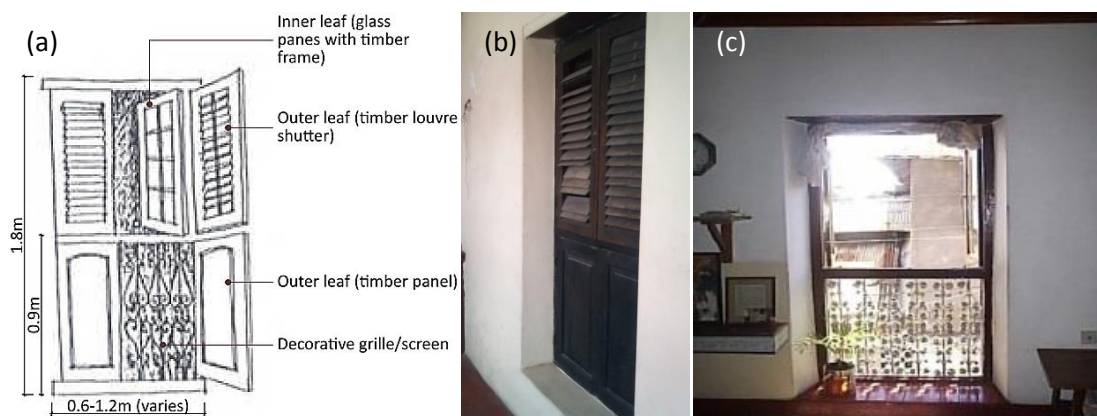 (a)
Inner leaf (glass
panes with timber
frame)
Outer leaf (timber louvre
shutter)
1.8m
0.9m
Outer leaf (timber panel)
Decorative grille/screen
0.6-1.2m (varies)
(b)
(c)